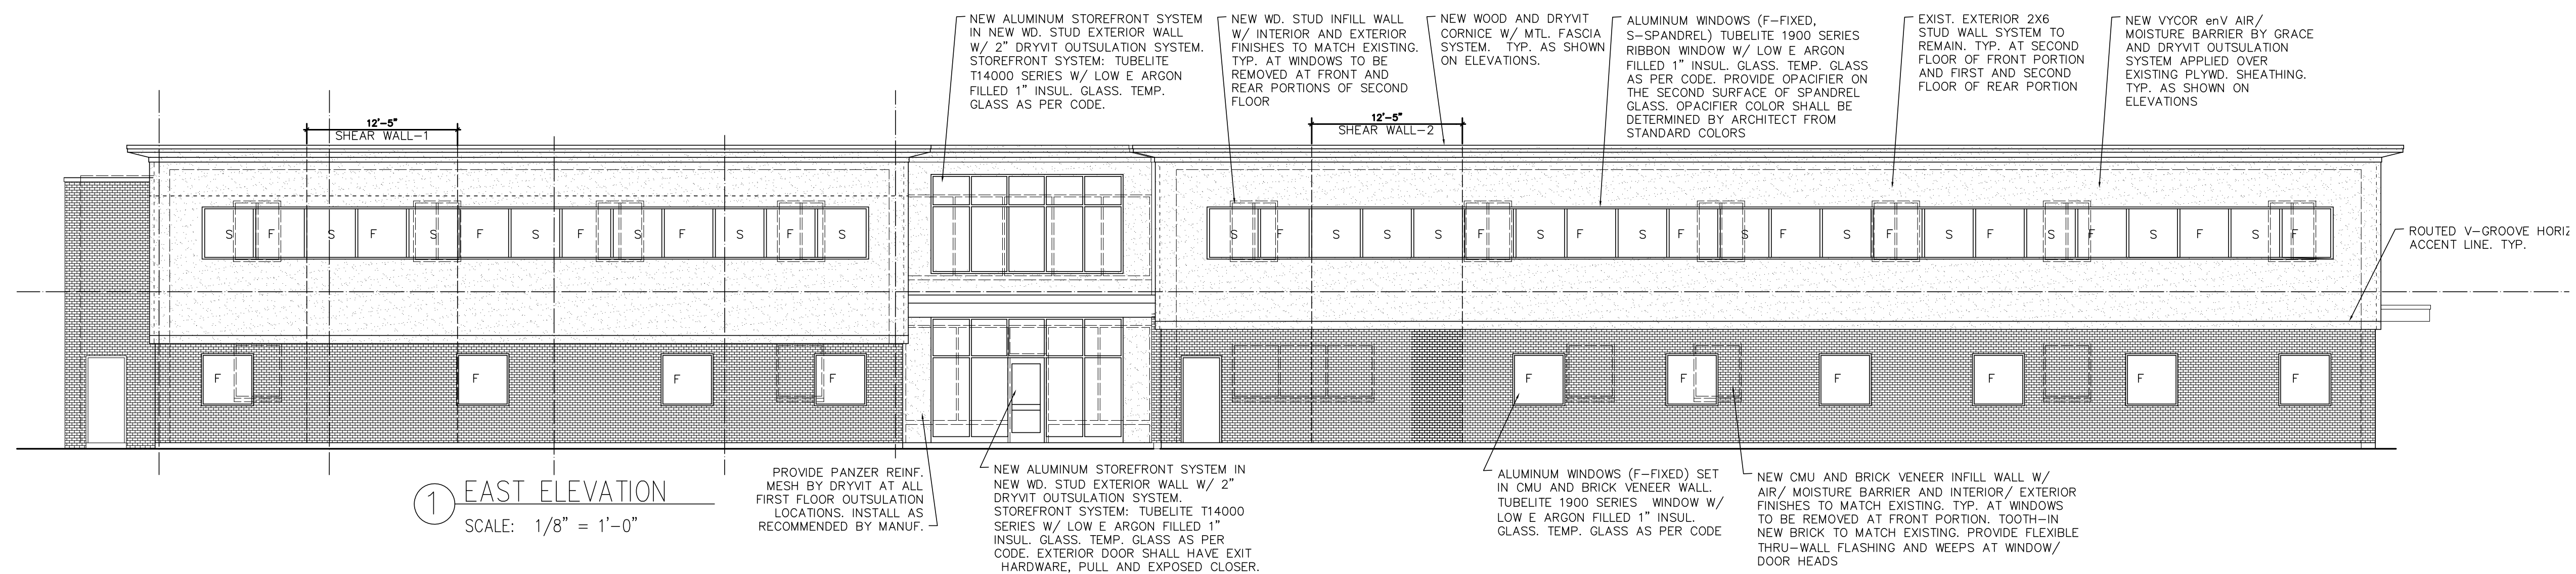 NEW ALUMINUM STOREFRONT SYSTEM
IN NEW WD. STUD EXTERIOR WALL
W/ 2" DRYVIT OUTSULATION SYSTEM.
STOREFRONT SYSTEM: TUBELITE
T14000 SERIES W/ LOW E ARGON
FILLED 1" INSUL. GLASS. TEMP.
GLASS AS PER CODE.
NEW WD. STUD INFILL WALL
W/ INTERIOR AND EXTERIOR
FINISHES TO MATCH EXISTING.
TYP. AT WINDOWS TO BE
REMOVED AT FRONT AND
REAR PORTIONS OF SECOND
FLOOR
NEW WOOD AND DRYVIT
CORNICE W/ MTL. FASCIA
SYSTEM. TYP. AS SHOWN
ON ELEVATIONS.
ALUMINUM WINDOWS (F-FIXED,
S-SPANDREL) TUBELITE 1900 SERIES
RIBBON WINDOW W/ LOW E ARGON
FILLED 1" INSUL. GLASS. TEMP. GLASS
AS PER CODE. PROVIDE OPACIFIER ON
THE SECOND SURFACE OF SPANDREL
GLASS. OPACIFIER COLOR SHALL BE
DETERMINED BY ARCHITECT FROM
STANDARD COLORS
EXIST. EXTERIOR 2X6
STUD WALL SYSTEM TO
REMAIN. TYP. AT SECOND
FLOOR OF FRONT PORTION
AND FIRST AND SECOND
FLOOR OF REAR PORTION
NEW VYCOR enV AIR/
MOISTURE BARRIER BY GRACE
AND DRYVIT OUTSULATION
SYSTEM APPLIED OVER
EXISTING PLYWD. SHEATHING.
TYP. AS SHOWN ON
ELEVATIONS
12'-5"
SHEAR WALL-1
12'-5"
SHEAR WALL-2
S F S F S F S F S F S F S
S F S S S F S F S F S F S F S F S F S F S F
ROUTED V-GROOVE HORIZ
ACCENT LINE. TYP.
F F F F
F F F F F F
PROVIDE PANZER REINF.
MESH BY DRYVIT AT ALL
FIRST FLOOR OUTSULATION
LOCATIONS. INSTALL AS
RECOMMENDED BY MANUF.
NEW ALUMINUM STOREFRONT SYSTEM IN
NEW WD. STUD EXTERIOR WALL W/ 2"
DRYVIT OUTSULATION SYSTEM.
STOREFRONT SYSTEM: TUBELITE T14000
SERIES W/ LOW E ARGON FILLED 1"
INSUL. GLASS. TEMP. GLASS AS PER
CODE. EXTERIOR DOOR SHALL HAVE EXIT
HARDWARE, PULL AND EXPOSED CLOSER.
ALUMINUM WINDOWS (F-FIXED) SET
IN CMU AND BRICK VENEER WALL.
TUBELITE 1900 SERIES WINDOW W/
LOW E ARGON FILLED 1" INSUL.
GLASS. TEMP. GLASS AS PER CODE
NEW CMU AND BRICK VENEER INFILL WALL W/
AIR/ MOISTURE BARRIER AND INTERIOR/ EXTERIOR
FINISHES TO MATCH EXISTING. TYP. AT WINDOWS
TO BE REMOVED AT FRONT PORTION. TOOTH-IN
NEW BRICK TO MATCH EXISTING. PROVIDE FLEXIBLE
THRU-WALL FLASHING AND WEEPS AT WINDOW/
DOOR HEADS
1 EAST ELEVATION
SCALE: 1/8" = 1'-0"